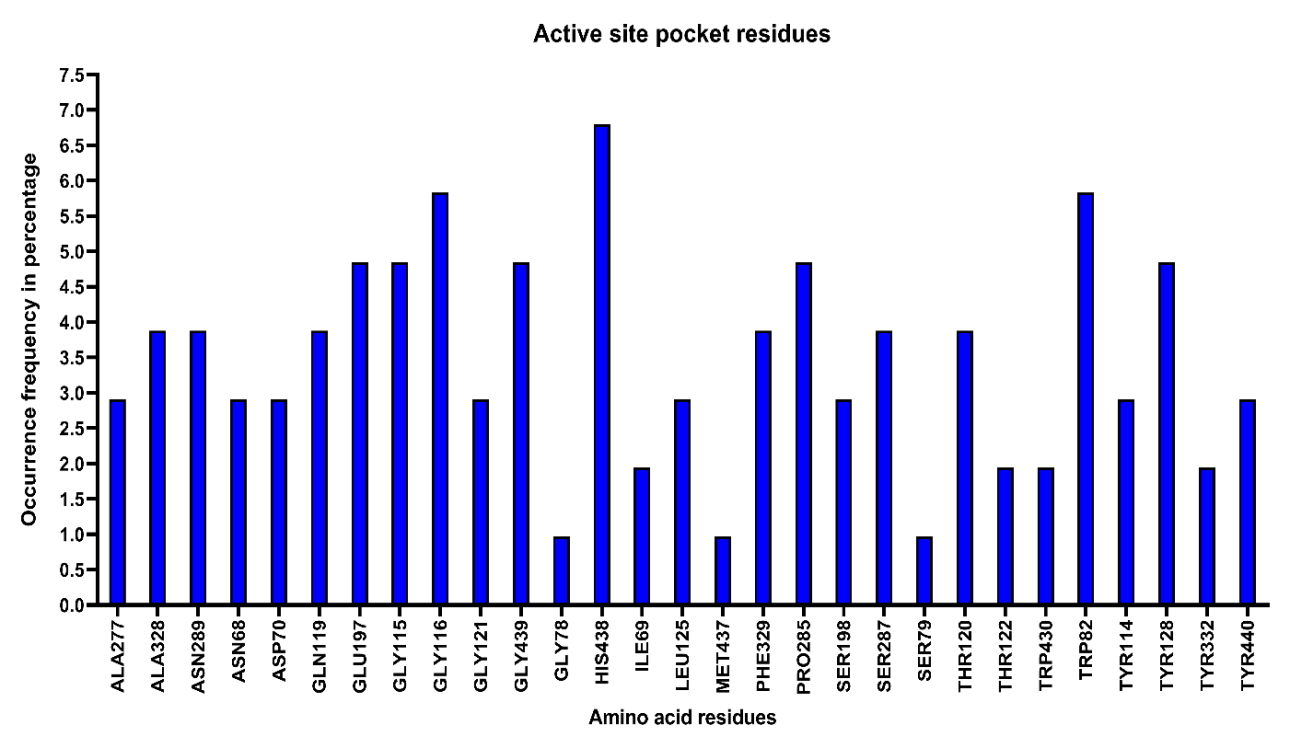 Active site pocket residues
Occurrence frequency in percentage
7.5
7.0
6.5
6.0
5.5
5.0
4.5
4.0
3.5
3.0
2.5
2.0
1.5
1.0
0.5
0.0
ALA277
ALA328
ASN289
ASN68
ASP70
GLN119
GLU197
GLY115
GLY116
GLY121
GLY439
GLY78
HIS438
ILE69
LEU125
MET437
PHE329
PRO285
SER198
SER287
SER79
THR120
THR122
TRP430
TRP82
TYR114
TYR128
TYR332
TYR440
Amino acid residues